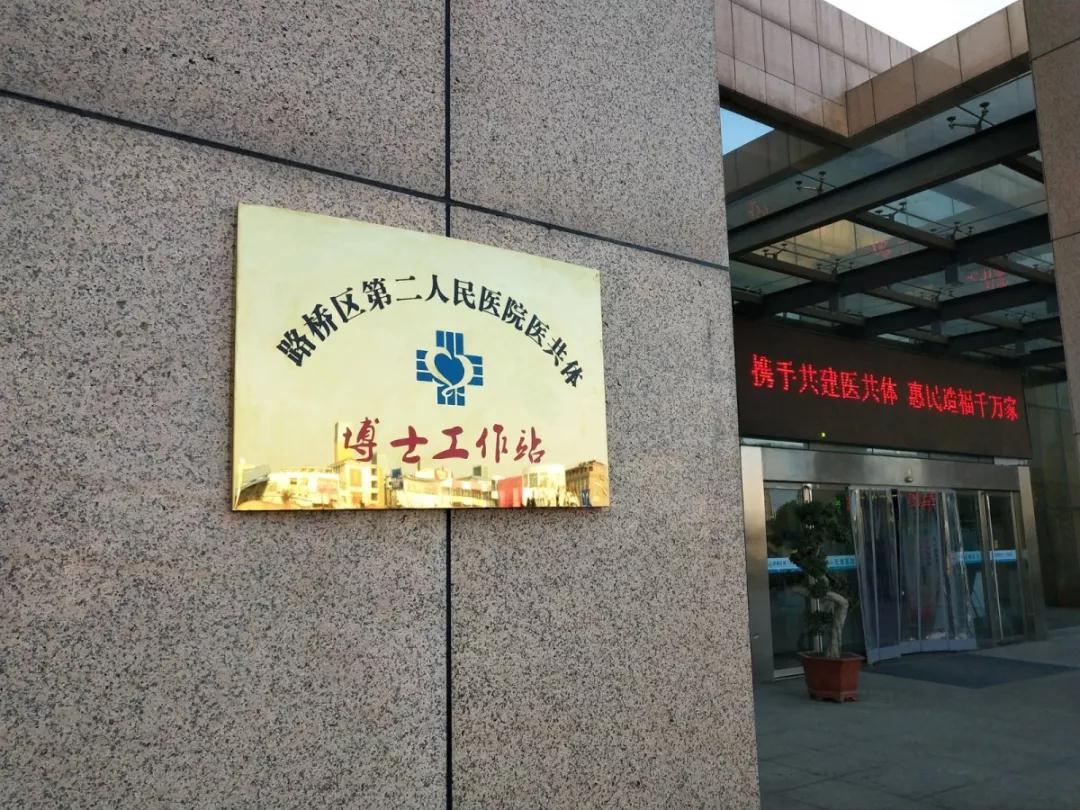 路桥区第二人民医院医共体
博士工作站
携手共建医共体 惠民造福千万家